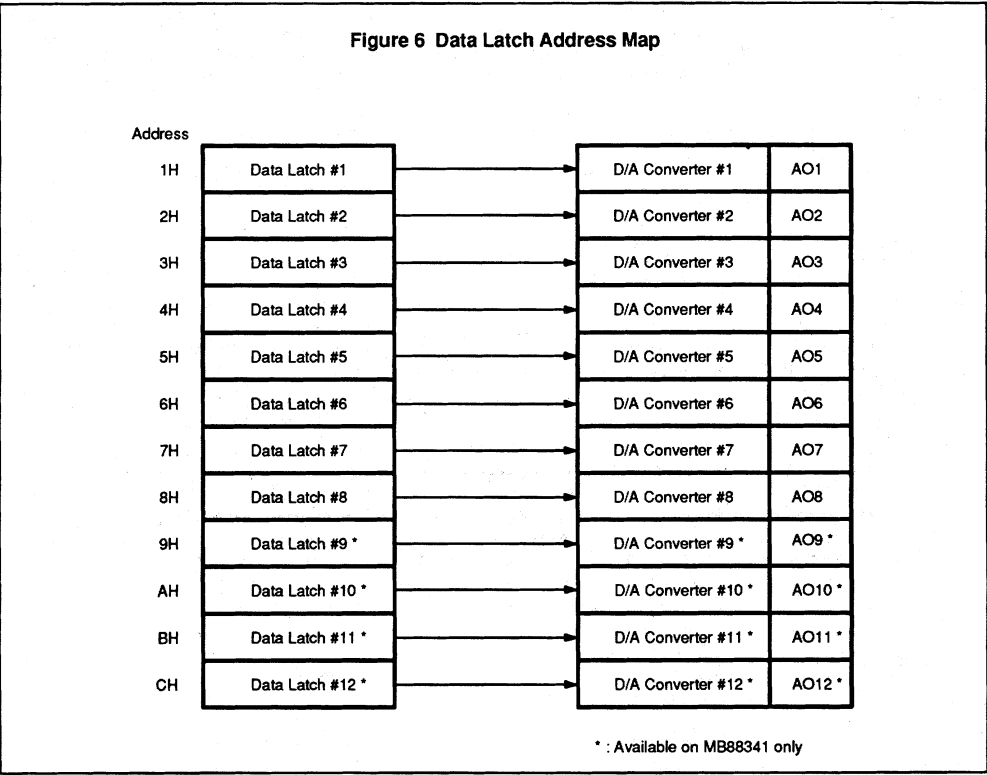 Figure 6 Data Latch Address Map
Address
1H Data Latch #1 D/A Converter #1 AO1
2H Data Latch #2 D/A Converter #2 AO2
3H Data Latch #3 D/A Converter #3 AO3
4H Data Latch #4 D/A Converter #4 AO4
5H Data Latch #5 D/A Converter #5 AO5
6H Data Latch #6 D/A Converter #6 AO6
7H Data Latch #7 D/A Converter #7 AO7
8H Data Latch #8 D/A Converter #8 AO8
9H Data Latch #9 * D/A Converter #9 * AO9 *
AH Data Latch #10 * D/A Converter #10 * AO10 *
BH Data Latch #11 * D/A Converter #11 * AO11 *
CH Data Latch #12 * D/A Converter #12 * AO12 *
* : Available on MB88341 only